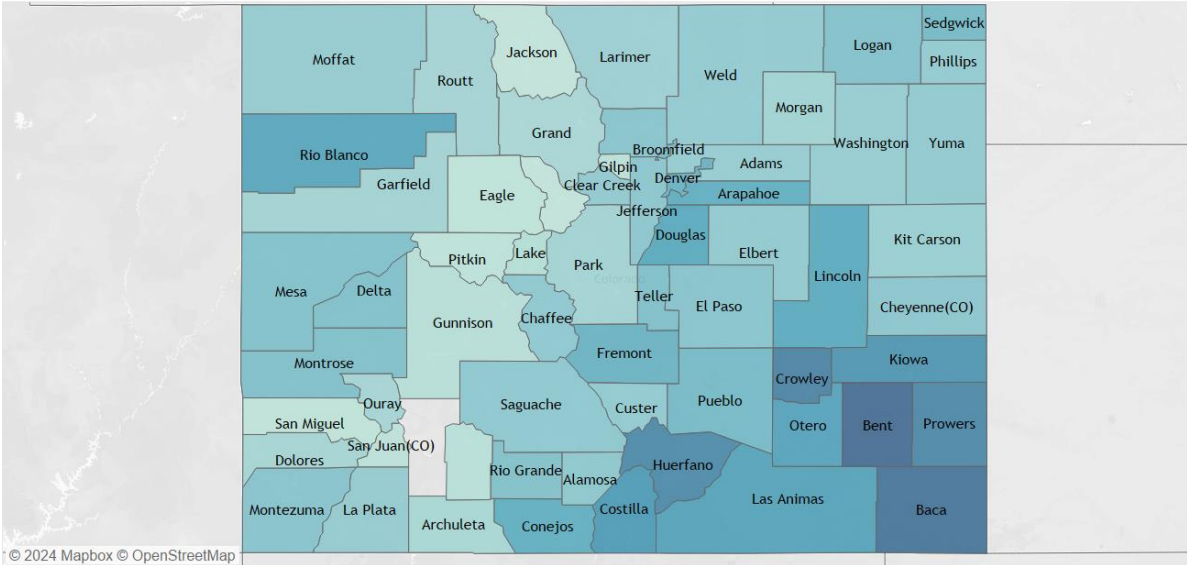 Sedgwick
Logan
Jackson
Larimer
Moffat
Phillips
Weld
Routt
Morgan
Grand
Washington
Yuma
Broomfield
Rio Blanco
Adams
Gilpin
Denver
Garfield
Clear Creek
Eagle
Arapahoe
Jefferson
Douglas
Kit Carson
Elbert
Lake
Pitkin
Park
Lincoln
Colorado
Mesa
Delta
Teller
El Paso
Cheyenne(CO)
Chaffee
Gunnison
Fremont
Kiowa
Montrose
Crowley
Pueblo
Ouray
Saguache
Custer
San Miguel
Otero
Bent
Prowers
San Juan(CO)
Dolores
Huerfano
Rio Grande
Alamosa
Las Animas
Montezuma
La Plata
Costilla
Baca
Archuleta
Conejos
© 2024 Mapbox © OpenStreetMap